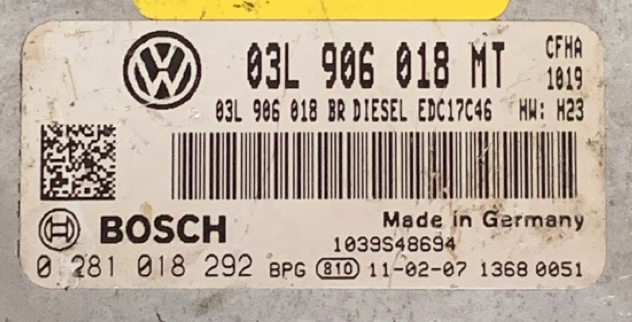 03L 906 018 MT CFHA
1019
03L 906 018 BR DIESEL EDC17C46 HW: H23
BOSCH Made in Germany
1039S48694
0 281 018 292 BPG 810 11-02-07 1368 0051